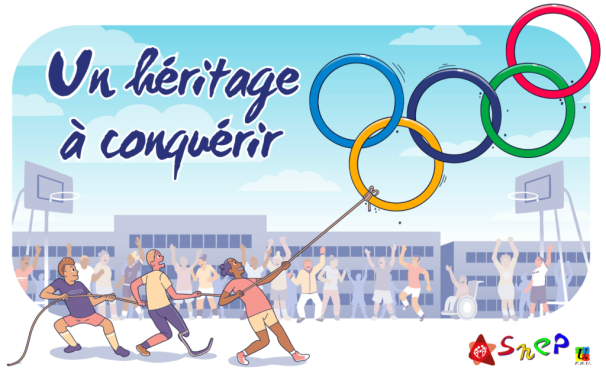 Un héritage
à conquérir
SnEP
F.S.U.